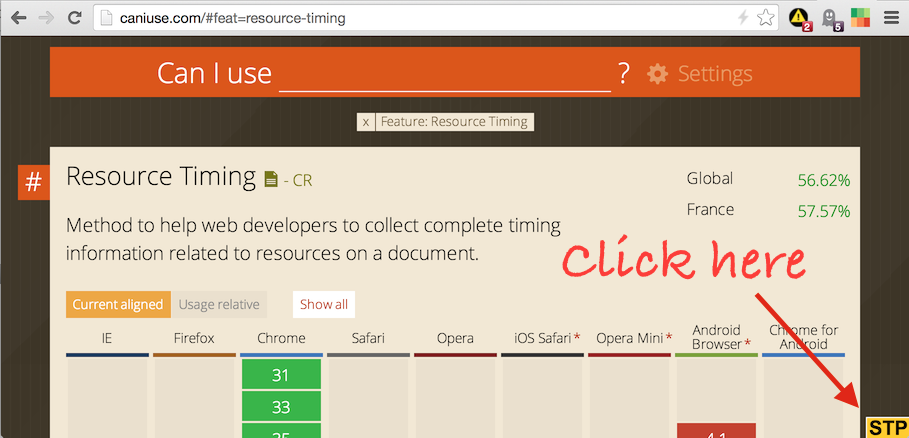 caniuse.com/#feat=resource-timing
2
5
Can I use ? Settings
x Feature: Resource Timing
# Resource Timing - CR
Global 56.62%
France 57.57%
Method to help web developers to collect complete timing
information related to resources on a document.
Click here
Current aligned Usage relative Show all
IE Firefox Chrome Safari Opera iOS Safari* Opera Mini* Android Browser* Chrome for Android
31
33
35 4.1
STP